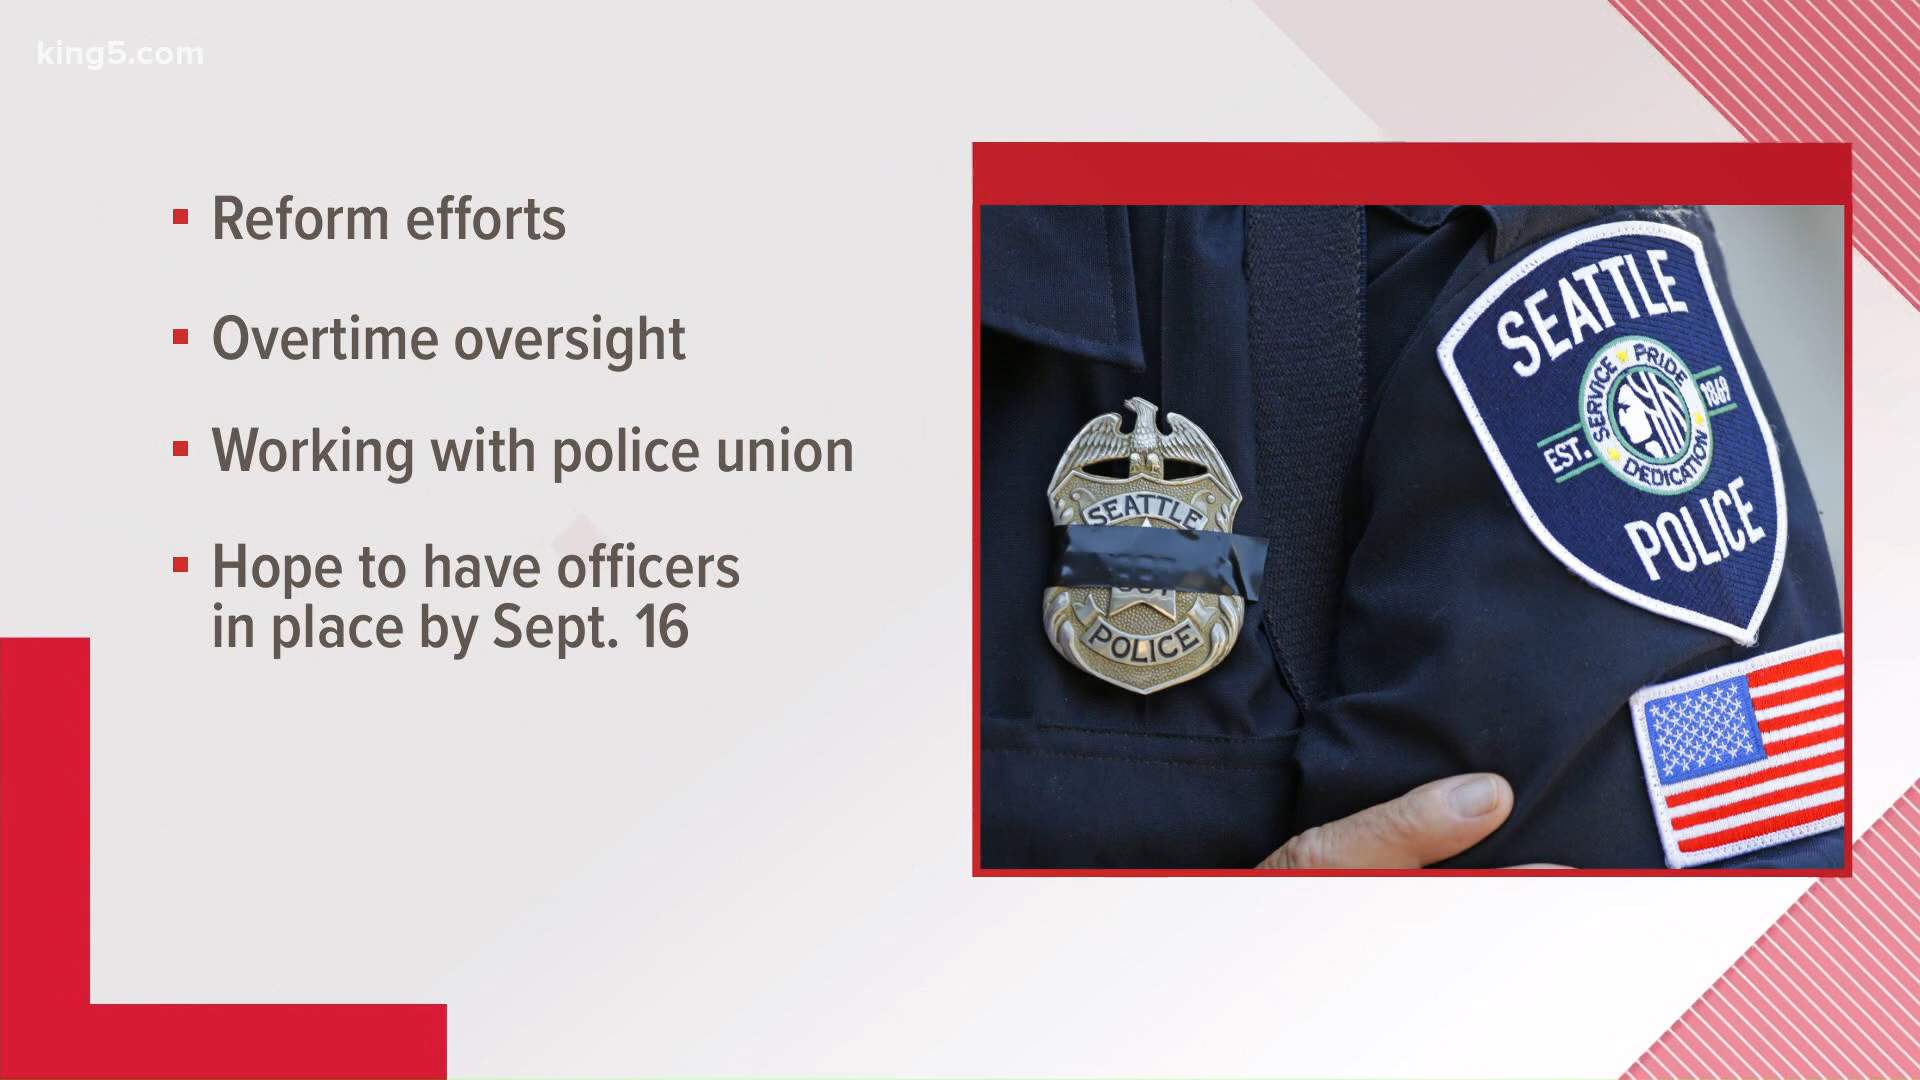 king5.com
Reform efforts
Overtime oversight
Working with police union
Hope to have officers
in place by Sept. 16
SEATTLE
POLICE
SEATTLE
SERVICE PRIDE
DEDICATION
EST.
1869
POLICE